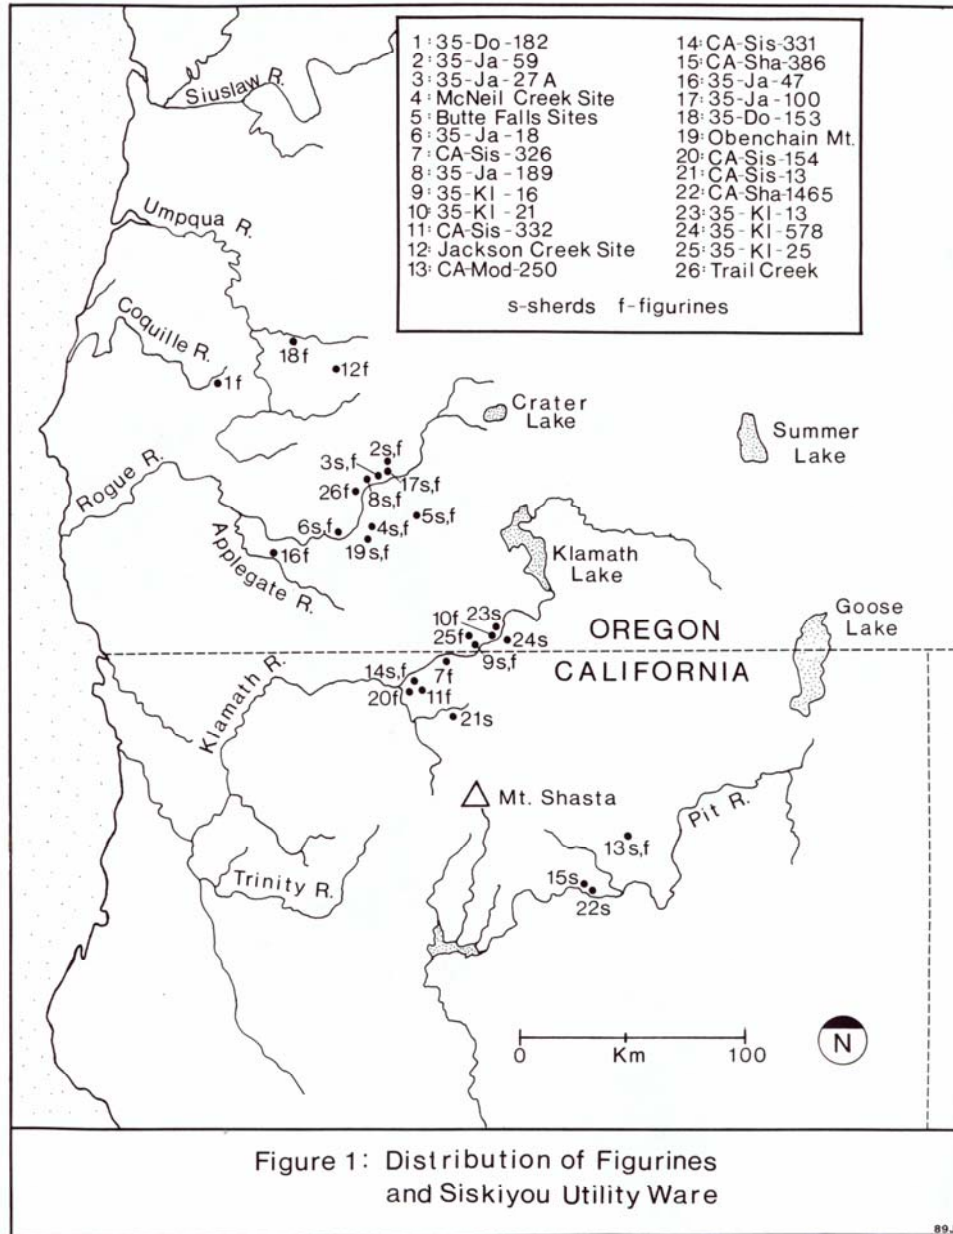 1: 35-Do-182
2: 35-Ja-59
3: 35-Ja-27 A
4: McNeil Creek Site
5: Butte Falls Sites
6: 35-Ja-18
7: CA-Sis-326
8: 35-Ja-189
9: 35-Kl-16
10: 35-Kl-21
11: CA-Sis-332
12: Jackson Creek Site
13: CA-Mod-250
14: CA-Sis-331
15: CA-Sha-386
16: 35-Ja-47
17: 35-Ja-100
18: 35-Do-153
19: Obenchain Mt.
20: CA-Sis-154
21: CA-Sis-13
22: CA-Sha-1465
23: 35-Kl-13
24: 35-Kl-578
25: 35-Kl-25
26: Trail Creek
s-sherds f-figurines
Siuslaw R.
Umpqua R.
Coquille R.
18f
12f
1f
Crater
Lake
Summer
Lake
2s,f
3s,f
17s,f
26f
8s,f
Rogue R.
5s,f
6s,f
4s,f
19s,f
16f
Applegate R.
Klamath
Lake
Goose
Lake
23s
10f
25f
24s
OREGON
9s,f
CALIFORNIA
14s,f
7f
Klamath R.
20f
11f
21s
Mt. Shasta
Pit R.
13s,f
15s
22s
Trinity R.
0
Km
100
N
Figure 1: Distribution of Figurines
and Siskiyou Utility Ware